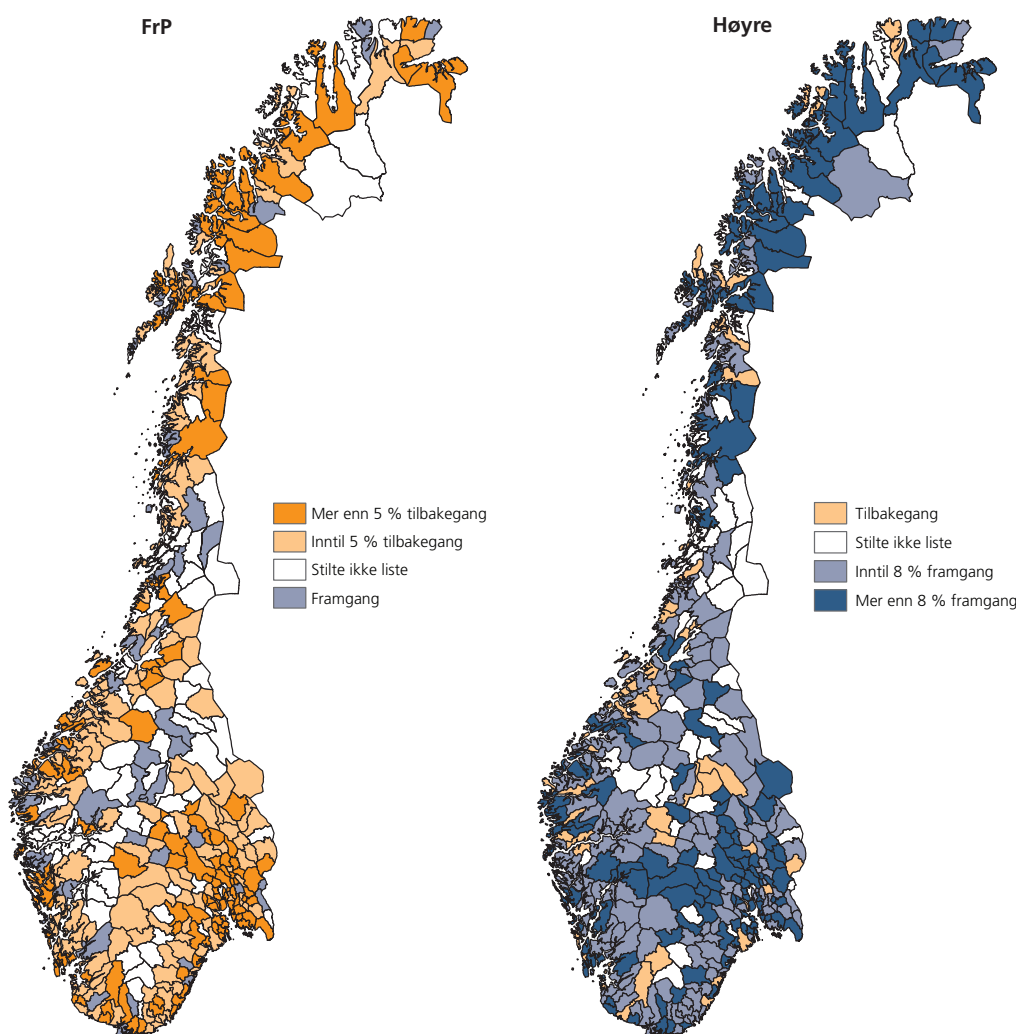 FrP
Mer enn 5 % tilbakegang
Inntil 5 % tilbakegang
Stilte ikke liste
Framgang
Høyre
Tilbakegang
Stilte ikke liste
Inntil 8 % framgang
Mer enn 8 % framgang